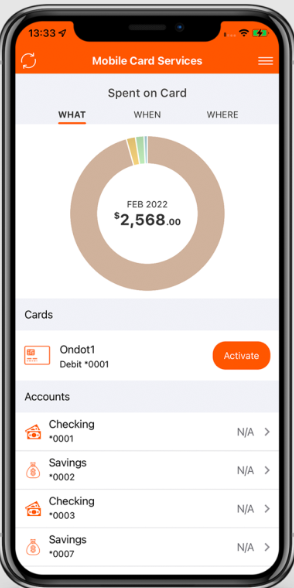 13:33
Mobile Card Services
Spent on Card
WHAT WHEN WHERE
FEB 2022
$2,568.00
Cards
Ondot1
Debit *0001
Activate
Accounts
Checking
*0001
N/A
Savings
*0002
N/A
Checking
*0003
N/A
Savings
*0007
N/A